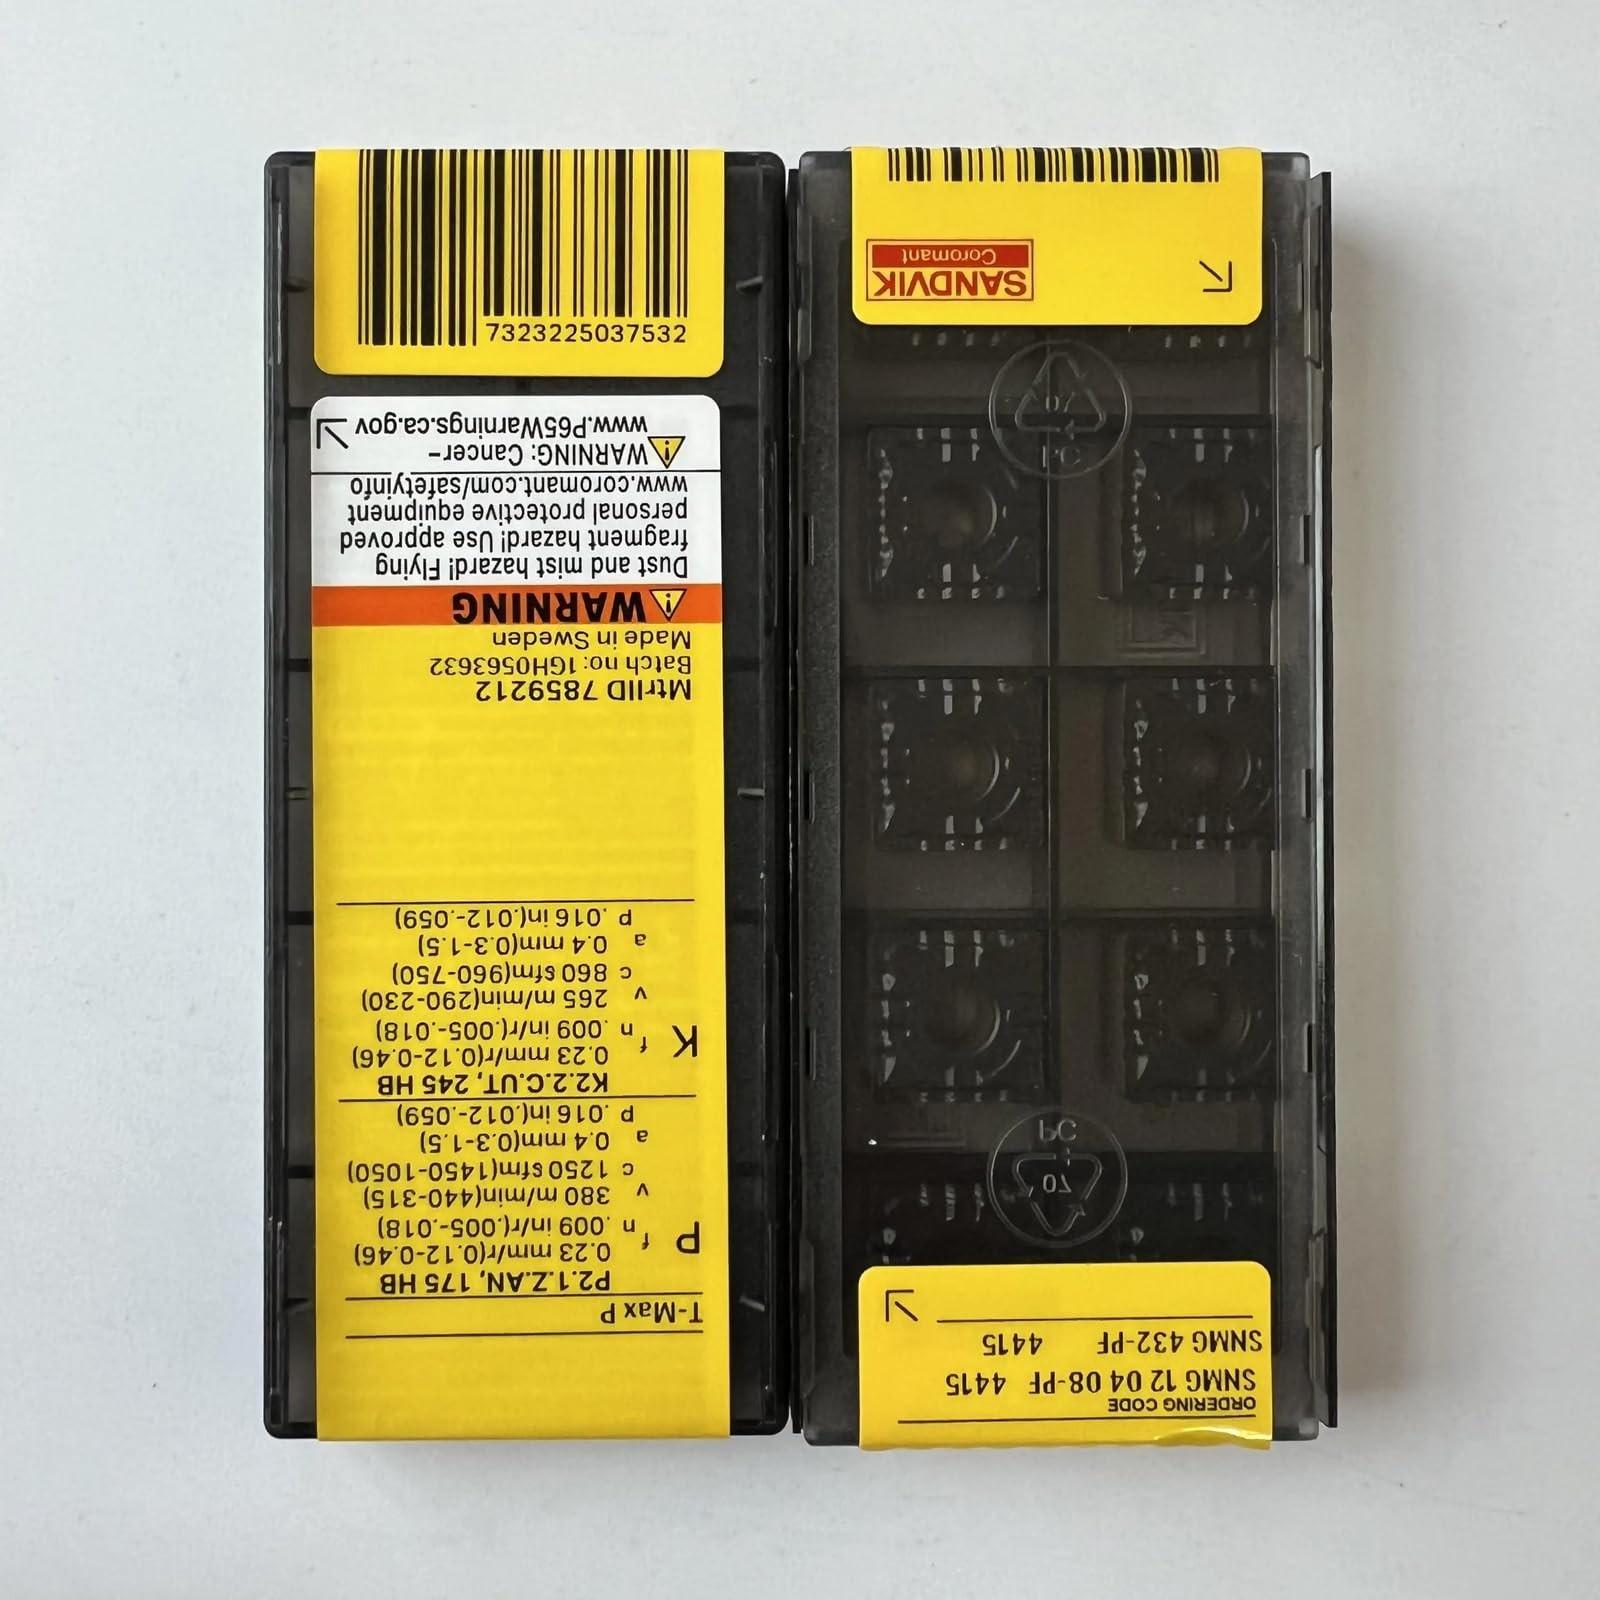 T-Max P
P2.1.Z.AN, 175 HB
P f n 0.23 mm/r(0.12-0.46)
.009 in/r(.005-.018)
v c 380 m/min(440-315)
1250 sfm(1450-1050)
a p 0.4 mm(0.3-1.5)
.016 in(.012-.059)
K2.2.C.UT, 245 HB
K f n 0.23 mm/r(0.12-0.46)
.009 in/r(.005-.018)
v c 265 m/min(290-230)
860 sfm(960-750)
a p 0.4 mm(0.3-1.5)
.016 in(.012-.059)
MtrlID 7859212
Batch no: 1GH0563632
Made in Sweden
WARNING
Dust and mist hazard! Flying
fragment hazard! Use approved
personal protective equipment
www.coromant.com/safetyinfo
WARNING: Cancer-
www.P65Warnings.ca.gov
7323225037532
ORDERING CODE
SNMG 12 04 08-PF 4415
SNMG 432-PF 4415
07
PC
07
PC
SANDVIK
Coromant